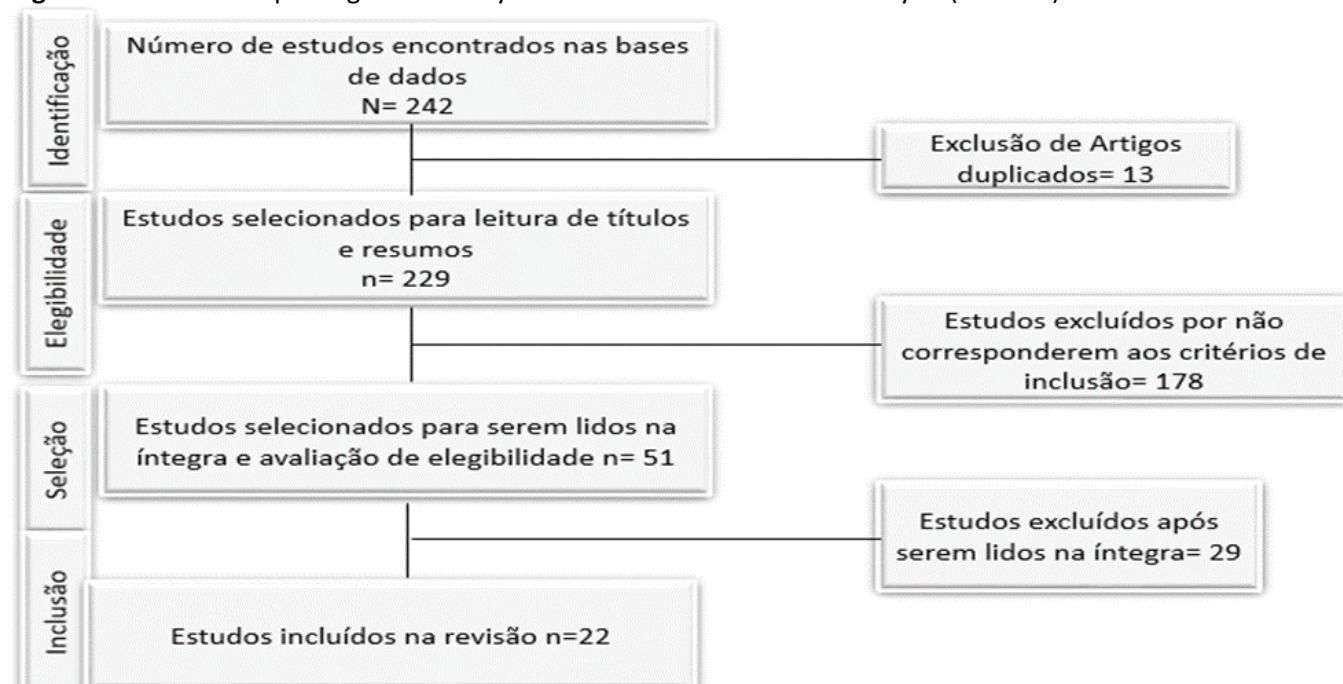 Identificação
Número de estudos encontrados nas bases
de dados
N= 242
Exclusão de Artigos
duplicados= 13
Elegibilidade
Estudos selecionados para leitura de títulos
e resumos
n= 229
Estudos excluídos por não
corresponderem aos critérios de
inclusão= 178
Seleção
Estudos selecionados para serem lidos na
íntegra e avaliação de elegibilidade n= 51
Estudos excluídos após
serem lidos na íntegra= 29
Inclusão
Estudos incluídos na revisão n=22